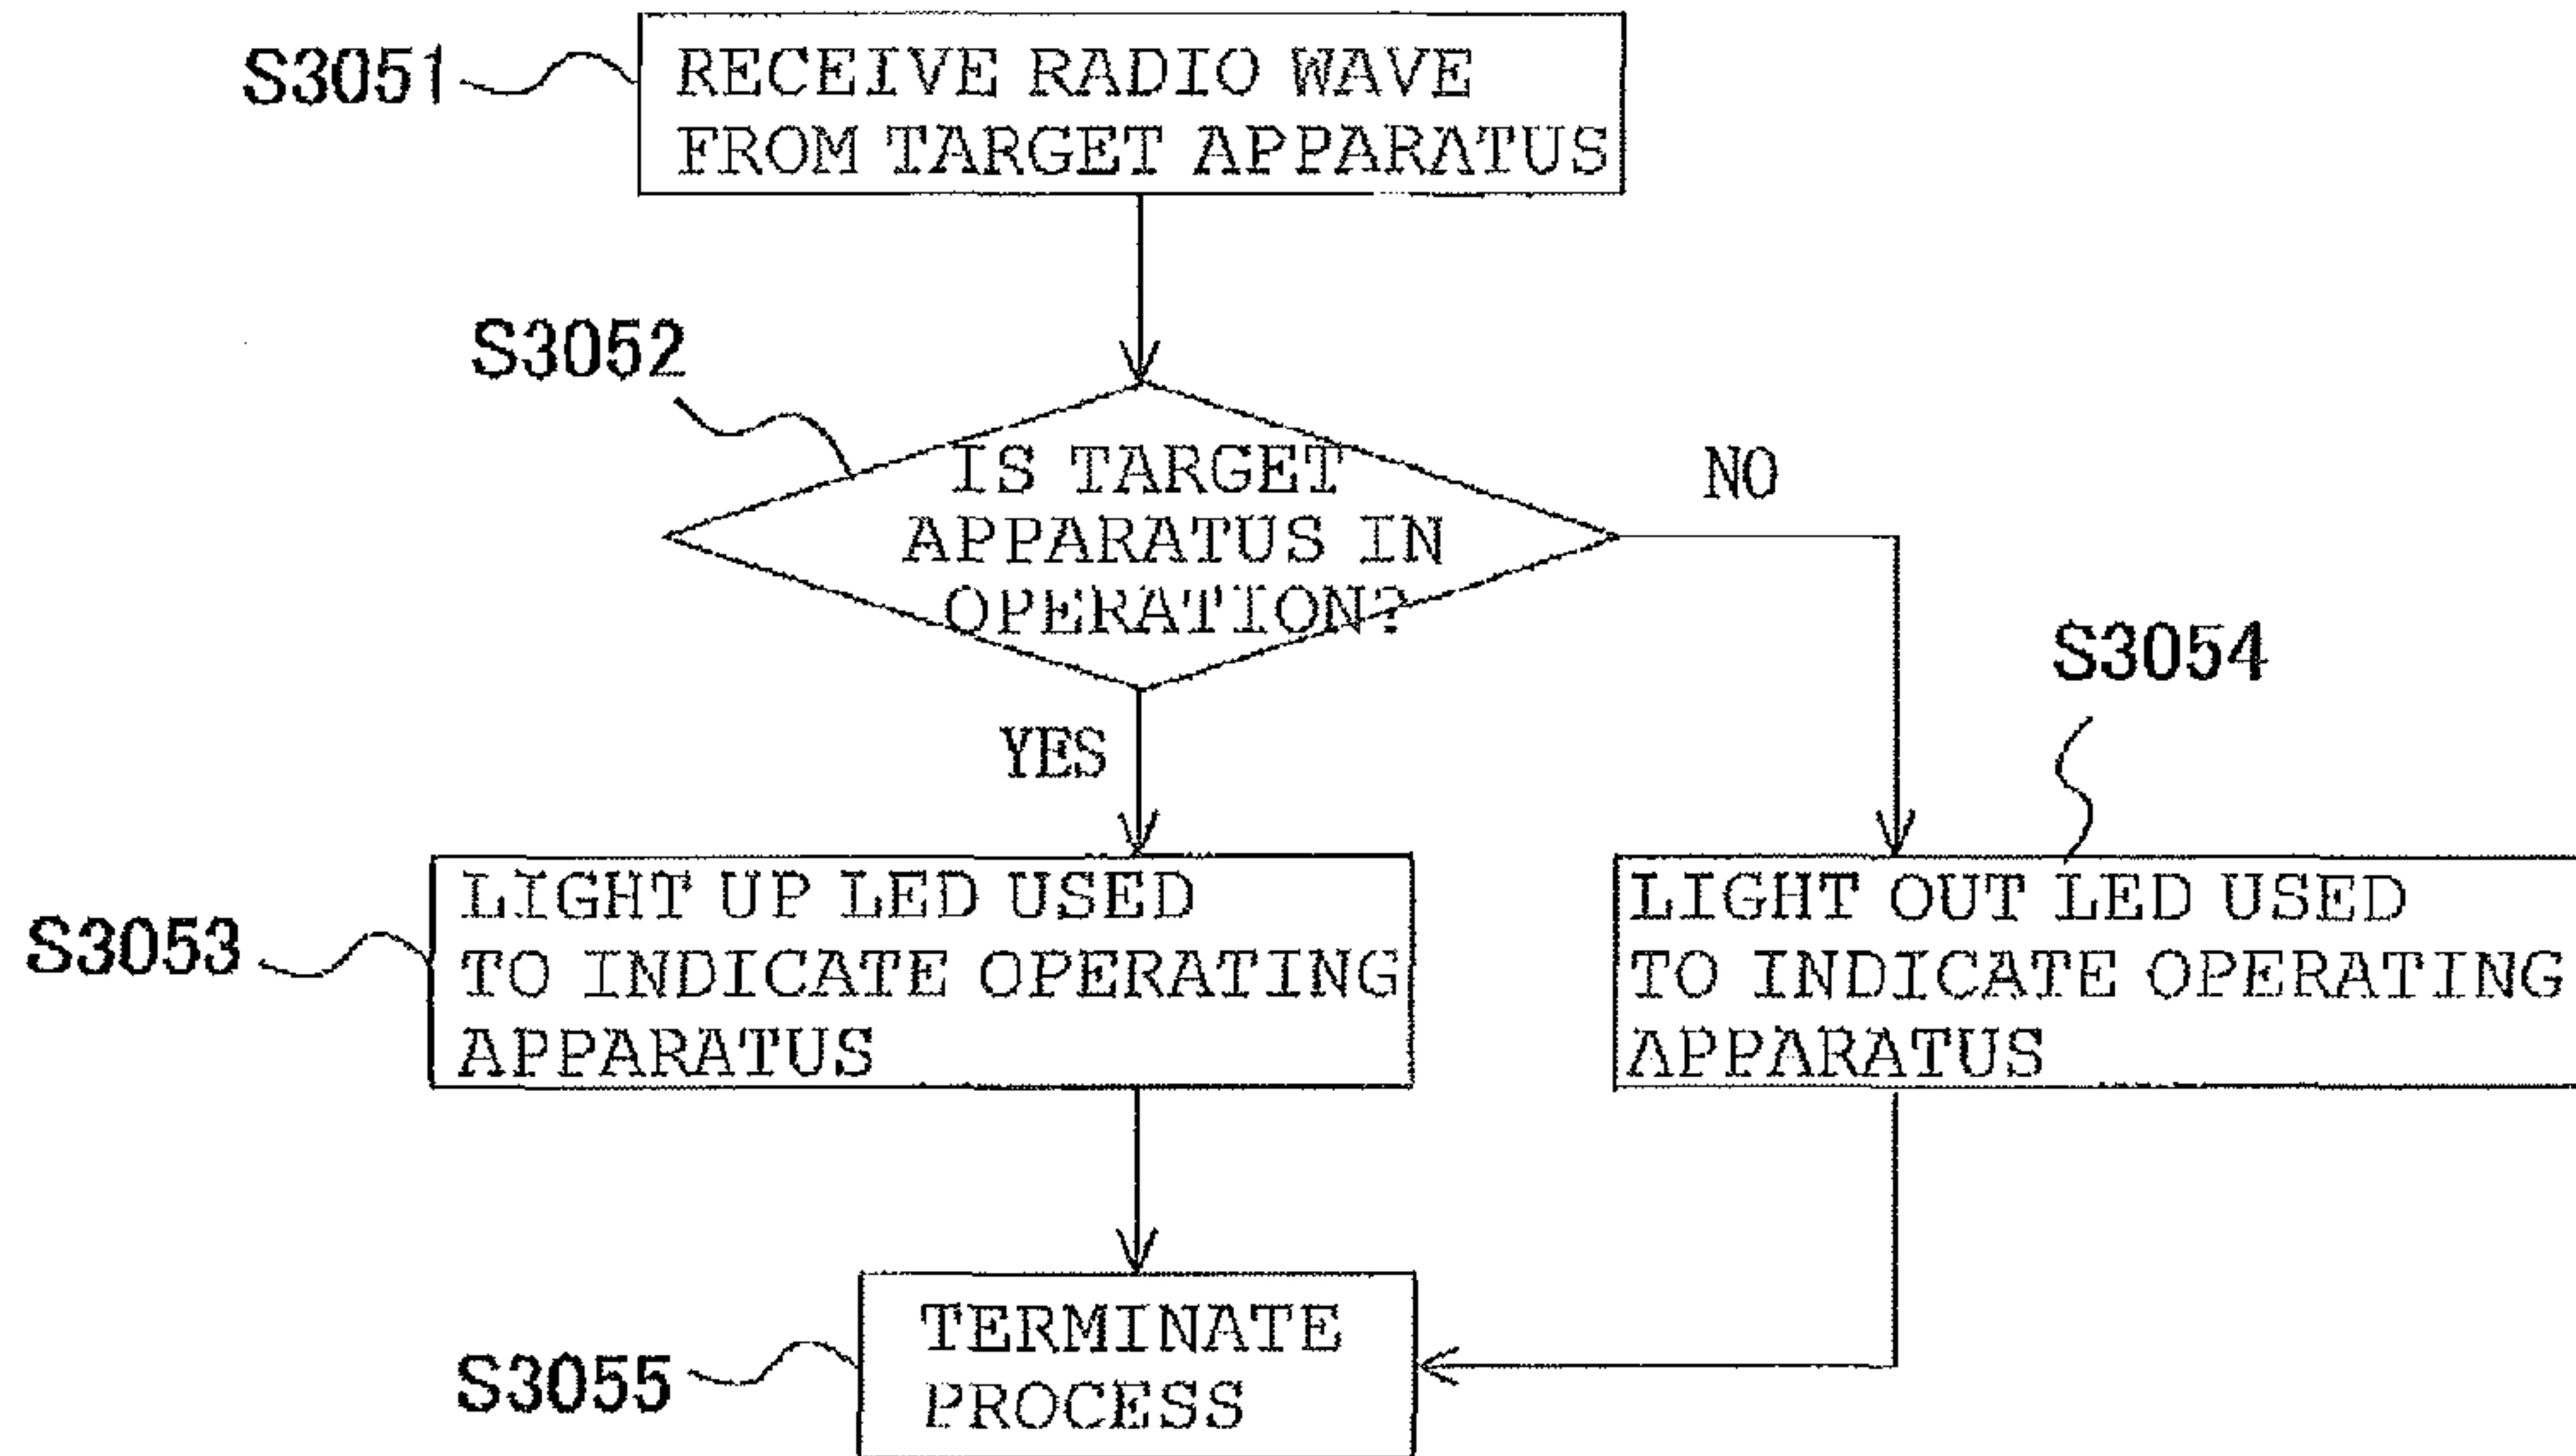 S3051
RECEIVE RADIO WAVE
FROM TARGET APPARATUS
S3052
IS TARGET
APPARATUS IN
OPERATION?
NO
YES
S3054
S3053
LIGHT UP LED USED
TO INDICATE OPERATING
APPARATUS
LIGHT OUT LED USED
TO INDICATE OPERATING
APPARATUS
S3055
TERMINATE
PROCESS